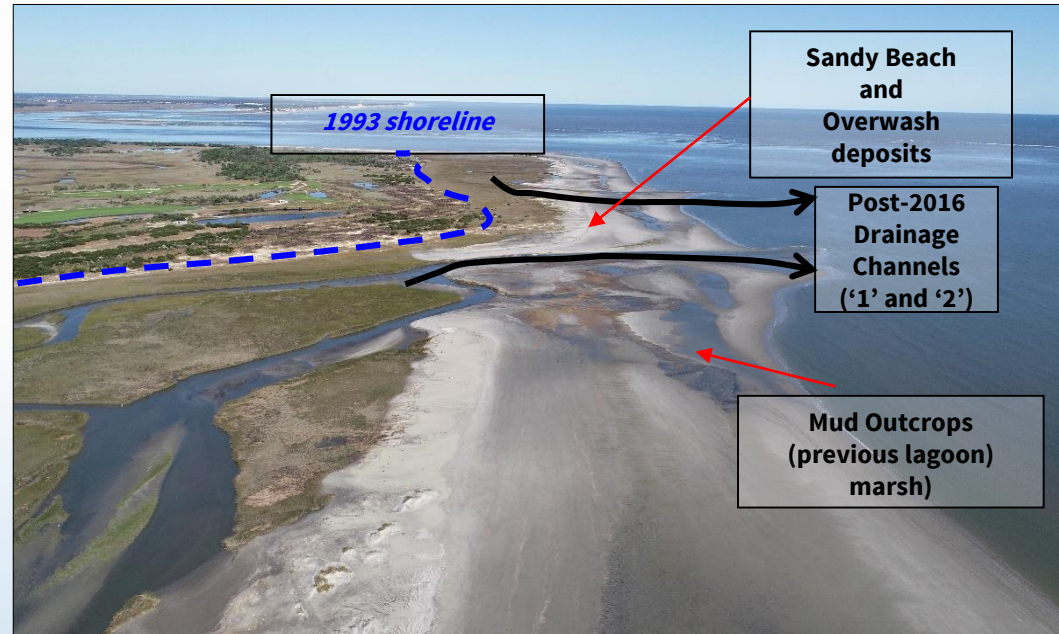 1993 shoreline
Sandy Beach
and
Overwash
deposits
Post-2016
Drainage
Channels
(‘1’ and ‘2’)
Mud Outcrops
(previous lagoon)
marsh)